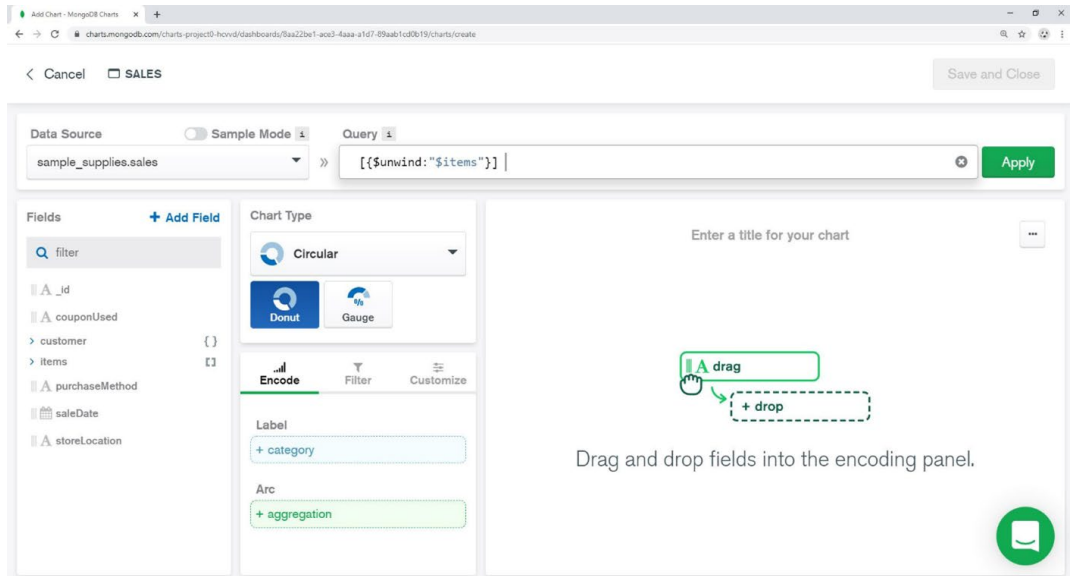 Add Chart - MongoDB Charts
charts.mongodb.com/charts-project0-hcvvd/dashboards/8aa22be1-ace3-4aaa-a1d7-89aab1cd0b19/charts/create
Cancel SALES Save and Close
Data Source Sample Mode i Query i
sample_supplies.sales » [{$unwind:"$items"}] Apply
Fields + Add Field Chart Type
Enter a title for your chart
filter Circular
A _id
Donut Gauge
A couponUsed
customer { }
items [ ]
Encode Filter Customize
A drag
A purchaseMethod
+ drop
saleDate
Label
A storeLocation
+ category
Drag and drop fields into the encoding panel.
Arc
+ aggregation